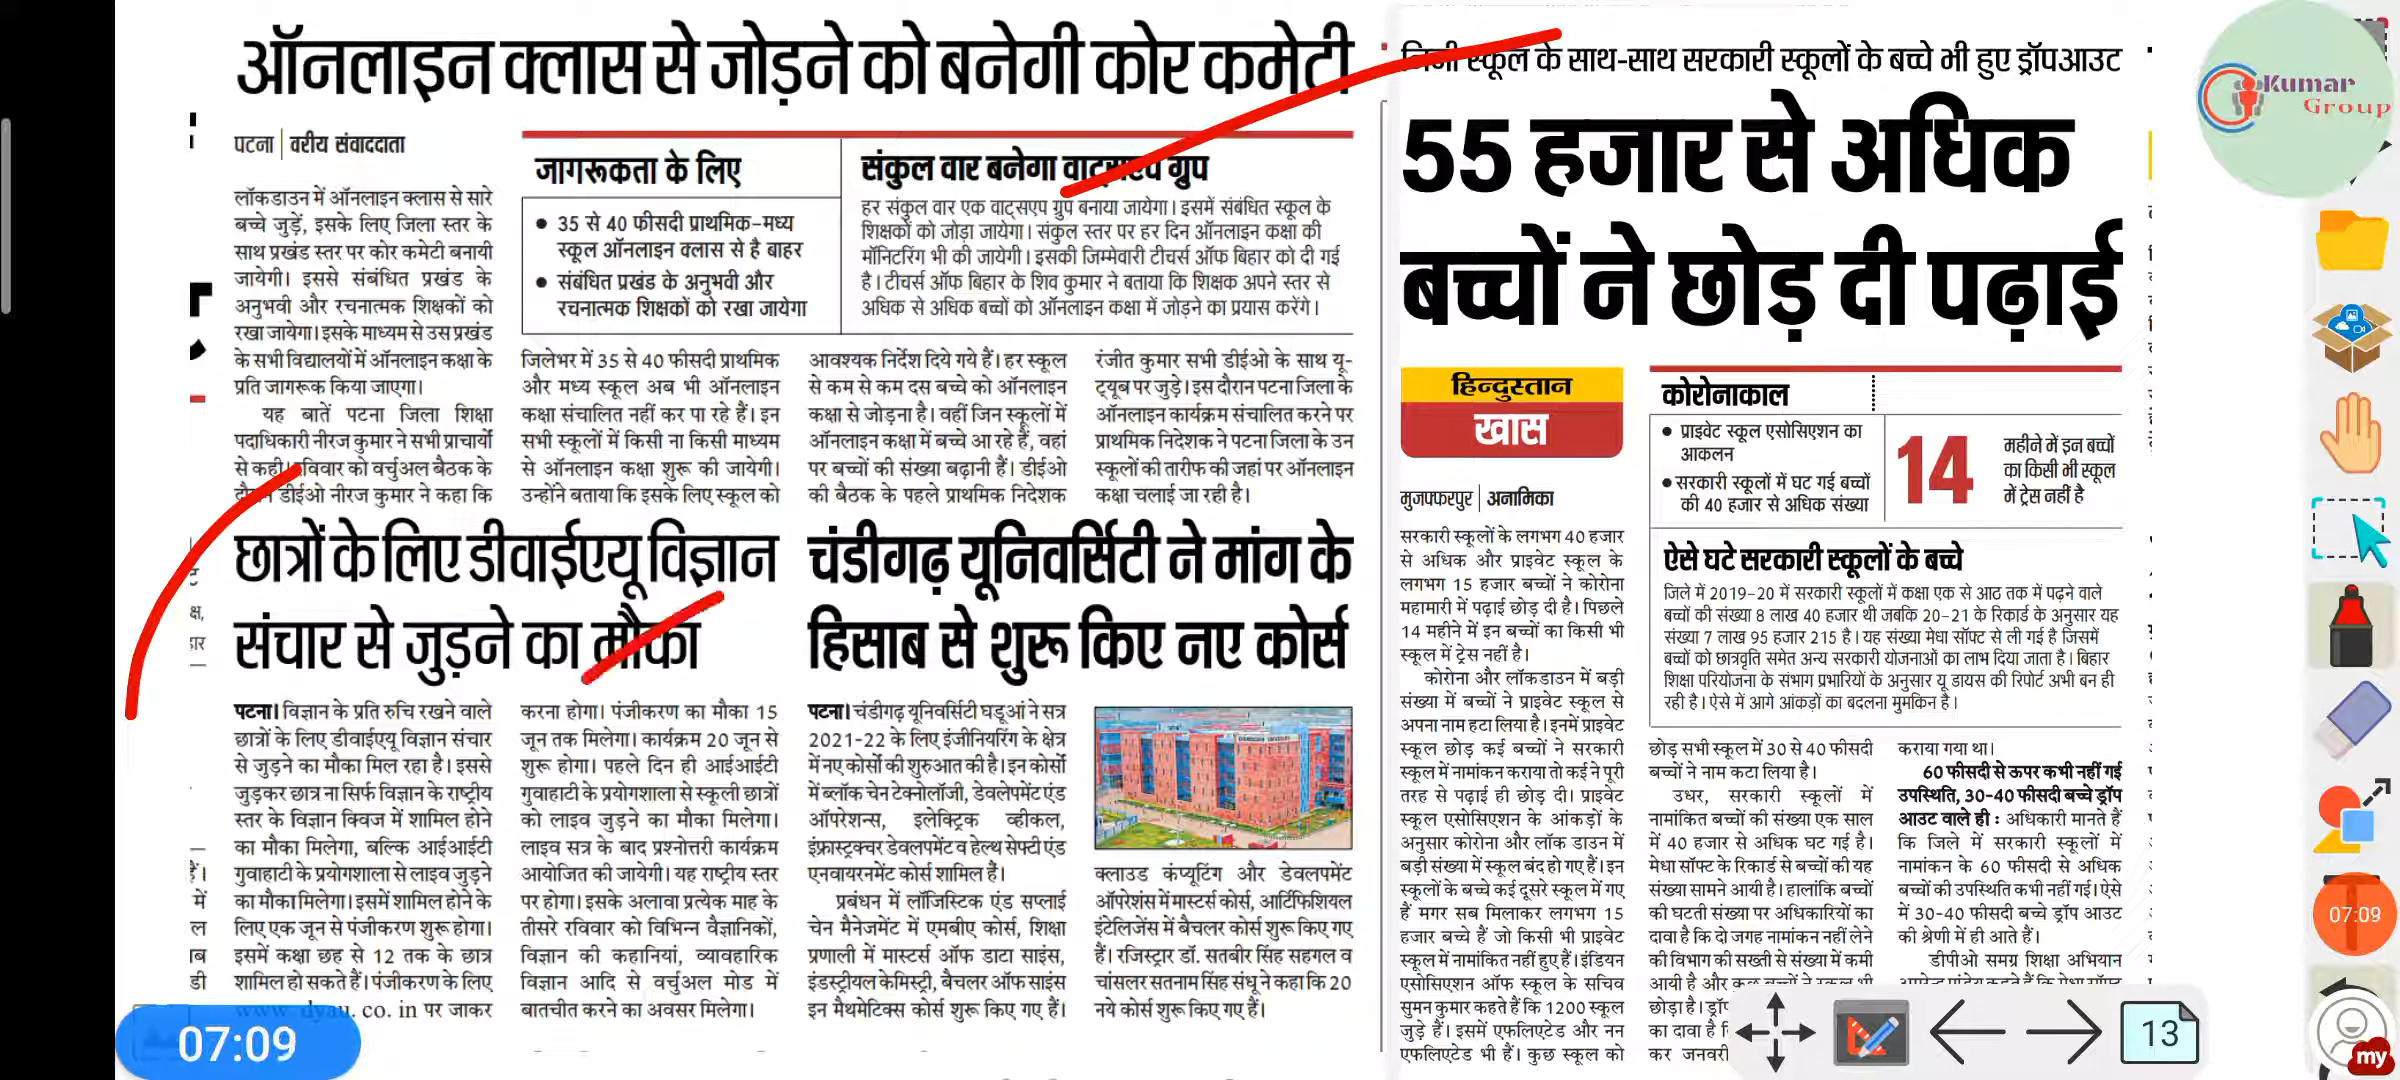 ऑनलाइन क्लास से जोड़ने को बनेगी कोर कमेटी
पटना | वरीय संवाददाता
लॉकडाउन में ऑनलाइन क्लास से सारे
बच्चे जुड़ें, इसके लिए जिला स्तर के
साथ प्रखंड स्तर पर कोर कमेटी बनायी
जायेगी। इससे संबंधित प्रखंड के
अनुभवी और रचनात्मक शिक्षकों को
रखा जायेगा। इसके माध्यम से उस प्रखंड
के सभी विद्यालयों में ऑनलाइन कक्षा के
प्रति जागरूक किया जाएगा।
यह बातें पटना जिला शिक्षा
पदाधिकारी नीरज कुमार ने सभी प्राचार्यों
से कही। रविवार को वर्चुअल बैठक के
दौरान डीईओ नीरज कुमार ने कहा कि
जागरूकता के लिए
• 35 से 40 फीसदी प्राथमिक-मध्य
स्कूल ऑनलाइन क्लास से है बाहर
• संबंधित प्रखंड के अनुभवी और
रचनात्मक शिक्षकों को रखा जायेगा
संकुल वार बनेगा वाट्सएप ग्रुप
हर संकुल वार एक वाट्सएप ग्रुप बनाया जायेगा। इसमें संबंधित स्कूल के
शिक्षकों को जोड़ा जायेगा। संकुल स्तर पर हर दिन ऑनलाइन कक्षा की
मॉनिटरिंग भी की जायेगी। इसकी जिम्मेवारी टीचर्स ऑफ बिहार को दी गई
है। टीचर्स ऑफ बिहार के शिव कुमार ने बताया कि शिक्षक अपने स्तर से
अधिक से अधिक बच्चों को ऑनलाइन कक्षा में जोड़ने का प्रयास करेंगे।
जिलेभर में 35 से 40 फीसदी प्राथमिक
और मध्य स्कूल अब भी ऑनलाइन
कक्षा संचालित नहीं कर पा रहे हैं। इन
सभी स्कूलों में किसी ना किसी माध्यम
से ऑनलाइन कक्षा शुरू की जायेगी।
उन्होंने बताया कि इसके लिए स्कूल को
आवश्यक निर्देश दिये गये हैं। हर स्कूल
से कम से कम दस बच्चे को ऑनलाइन
कक्षा से जोड़ना है। वहीं जिन स्कूलों में
ऑनलाइन कक्षा में बच्चे आ रहे हैं, वहां
पर बच्चों की संख्या बढ़ानी हैं। डीईओ
की बैठक के पहले प्राथमिक निदेशक
रंजीत कुमार सभी डीईओ के साथ यू-
ट्यूब पर जुड़े। इस दौरान पटना जिला के
ऑनलाइन कार्यक्रम संचालित करने पर
प्राथमिक निदेशक ने पटना जिला के उन
स्कूलों की तारीफ की जहां पर ऑनलाइन
कक्षा चलाई जा रही है।
छात्रों के लिए डीवाईएयू विज्ञान
संचार से जुड़ने का मौका
पटना। विज्ञान के प्रति रुचि रखने वाले
छात्रों के लिए डीवाईएयू विज्ञान संचार
से जुड़ने का मौका मिल रहा है। इससे
जुड़कर छात्र ना सिर्फ विज्ञान के राष्ट्रीय
स्तर के विज्ञान क्विज में शामिल होने
का मौका मिलेगा, बल्कि आईआईटी
गुवाहाटी के प्रयोगशाला से लाइव जुड़ने
का मौका मिलेगा। इसमें शामिल होने के
लिए एक जून से पंजीकरण शुरू होगा।
इसमें कक्षा छह से 12 तक के छात्र
शामिल हो सकते हैं। पंजीकरण के लिए
www. dyau. co. in पर जाकर
करना होगा। पंजीकरण का मौका 15
जून तक मिलेगा। कार्यक्रम 20 जून से
शुरू होगा। पहले दिन ही आईआईटी
गुवाहाटी के प्रयोगशाला से स्कूली छात्रों
को लाइव जुड़ने का मौका मिलेगा।
लाइव सत्र के बाद प्रश्नोत्तरी कार्यक्रम
आयोजित की जायेगी। यह राष्ट्रीय स्तर
पर होगा। इसके अलावा प्रत्येक माह के
तीसरे रविवार को विभिन्न वैज्ञानिकों,
विज्ञान की कहानियां, व्यावहारिक
विज्ञान आदि से वर्चुअल मोड में
बातचीत करने का अवसर मिलेगा।
चंडीगढ़ यूनिवर्सिटी ने मांग के
हिसाब से शुरू किए नए कोर्स
पटना। चंडीगढ़ यूनिवर्सिटी घडूआं ने सत्र
2021-22 के लिए इंजीनियरिंग के क्षेत्र
में नए कोर्सो की शुरुआत की है। इन कोर्सो
में ब्लॉक चेन टेक्नोलॉजी, डेवलपमेंट एंड
ऑपरेशन्स, इलेक्ट्रिक व्हीकल,
इंफ्रास्ट्रक्चर डेवलपमेंट व हेल्थ सेफ्टी एंड
एनवायरनमेंट कोर्स शामिल हैं।
प्रबंधन में लॉजिस्टिक एंड सप्लाई
चेन मैनेजमेंट में एमबीए कोर्स, शिक्षा
प्रणाली में मास्टर्स ऑफ डाटा साइंस,
इंडस्ट्रीयल केमिस्ट्री, बैचलर ऑफ साइंस
इन मैथमेटिक्स कोर्स शुरू किए गए हैं।
क्लाउड कंप्यूटिंग और डेवलपमेंट
ऑपरेशंस में मास्टर्स कोर्स, आर्टिफिशियल
इंटेलिजेंस में बैचलर कोर्स शुरू किए गए
हैं। रजिस्ट्रार डॉ. सतबीर सिंह सहगल व
चांसलर सतनाम सिंह संधू ने कहा कि 20
नये कोर्स शुरू किए गए हैं।
निजी स्कूल के साथ-साथ सरकारी स्कूलों के बच्चे भी हुए ड्रॉपआउट
55 हजार से अधिक
बच्चों ने छोड़ दी पढ़ाई
हिन्दुस्तान
खास
मुजफ्फरपुर | अनामिका
सरकारी स्कूलों के लगभग 40 हजार
से अधिक और प्राइवेट स्कूल के
लगभग 15 हजार बच्चों ने कोरोना
महामारी में पढ़ाई छोड़ दी है। पिछले
14 महीने में इन बच्चों का किसी भी
स्कूल में ट्रेस नहीं है।
कोरोना और लॉकडाउन में बड़ी
संख्या में बच्चों ने प्राइवेट स्कूल से
अपना नाम हटा लिया है। इनमें प्राइवेट
स्कूल छोड़ कई बच्चों ने सरकारी
स्कूल में नामांकन कराया तो कई ने पूरी
तरह से पढ़ाई ही छोड़ दी। प्राइवेट
स्कूल एसोसिएशन के आंकड़ों के
अनुसार कोरोना और लॉक डाउन में
बड़ी संख्या में स्कूल बंद हो गए हैं। इन
स्कूलों के बच्चे कई दूसरे स्कूल में गए
हैं मगर सब मिलाकर लगभग 15
हजार बच्चे हैं जो किसी भी प्राइवेट
स्कूल में नामांकित नहीं हुए हैं। इंडियन
एसोसिएशन ऑफ स्कूल के सचिव
सुमन कुमार कहते हैं कि 1200 स्कूल
जुड़े हैं। इसमें एफलिएटेड और नन
एफलिएटेड भी हैं। कुछ स्कूल को
कोरोनाकाल
• प्राइवेट स्कूल एसोसिएशन का
आकलन
• सरकारी स्कूलों में घट गई बच्चों
की 40 हजार से अधिक संख्या
14
महीने में इन बच्चों
का किसी भी स्कूल
में ट्रेस नहीं है
ऐसे घटे सरकारी स्कूलों के बच्चे
जिले में 2019-20 में सरकारी स्कूलों में कक्षा एक से आठ तक में पढ़ने वाले
बच्चों की संख्या 8 लाख 40 हजार थी जबकि 20-21 के रिकार्ड के अनुसार यह
संख्या 7 लाख 95 हजार 215 है। यह संख्या मेधा सॉफ्ट से ली गई है जिसमें
बच्चों को छात्रवृति समेत अन्य सरकारी योजनाओं का लाभ दिया जाता है। बिहार
शिक्षा परियोजना के संभाग प्रभारियों के अनुसार यू डायस की रिपोर्ट अभी बन ही
रही है। ऐसे में आगे आंकड़ों का बदलना मुमकिन है।
छोड़ सभी स्कूल में 30 से 40 फीसदी
बच्चों ने नाम कटा लिया है।
उधर, सरकारी स्कूलों में
नामांकित बच्चों की संख्या एक साल
में 40 हजार से अधिक घट गई है।
मेधा सॉफ्ट के रिकार्ड से बच्चों की यह
संख्या सामने आयी है। हालांकि बच्चों
की घटती संख्या पर अधिकारियों का
दावा है कि दो जगह नामांकन नहीं लेने
की विभाग की सख्ती से संख्या में कमी
आयी है और कुछ बच्चों ने स्कूल भी
छोड़ा है। ड्रॉप
का दावा है
कर जनवरी
कराया गया था।
60 फीसदी से ऊपर कभी नहीं गई
उपस्थिति, 30-40 फीसदी बच्चे ड्रॉप
आउट वाले ही : अधिकारी मानते हैं
कि जिले में सरकारी स्कूलों में
नामांकन के 60 फीसदी से अधिक
बच्चों की उपस्थिति कभी नहीं गई। ऐसे
में 30-40 फीसदी बच्चे ड्रॉप आउट
की श्रेणी में ही आते हैं।
डीपीओ समग्र शिक्षा अभियान
Kumar
Group
07:09
07:09
13
my